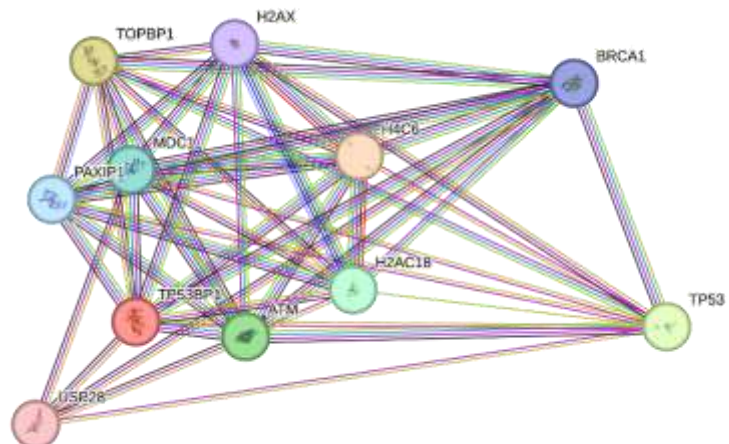 H2AX
TOPBP1
BRCA1
H4C6
MDC1
PAXIP1
H2AC18
TP53BP1
TP53
ATM
USP28